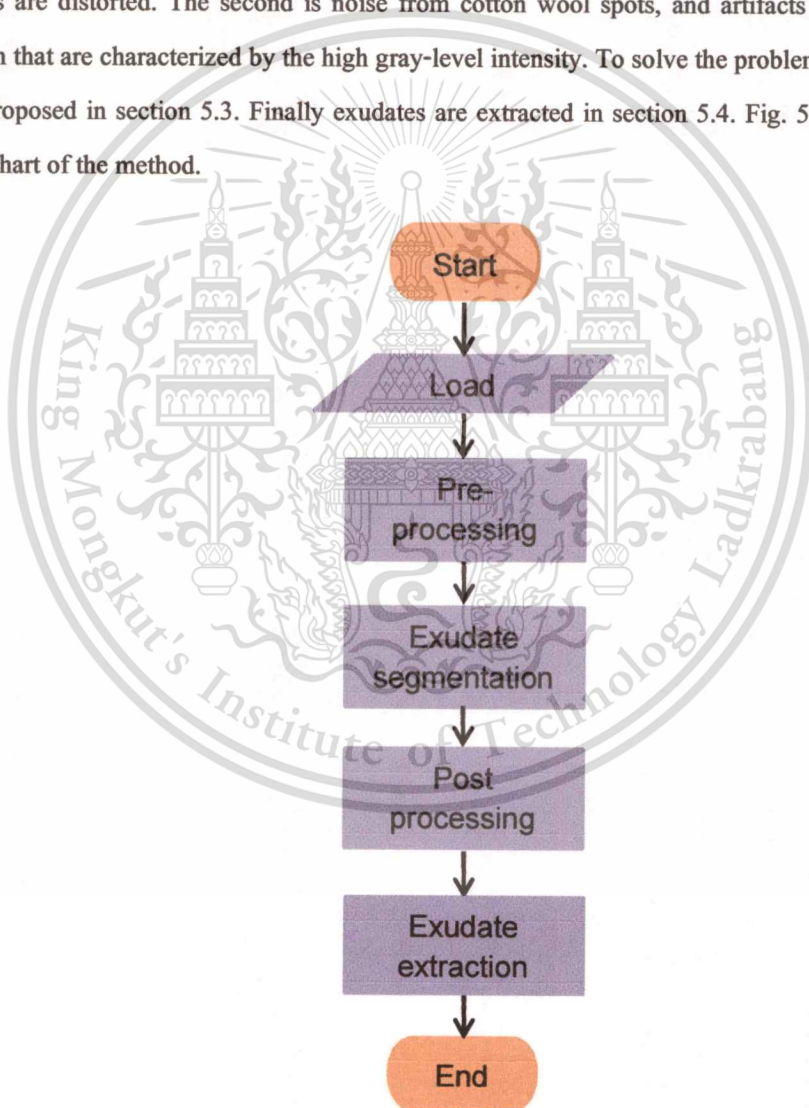 s are distorted. The second is noise from cotton wool spots, and artifacts
n that are characterized by the high gray-level intensity. To solve the problem
roposed in section 5.3. Finally exudates are extracted in section 5.4. Fig. 5
hart of the method.
Start
Load
Pre-
processing
Exudate
segmentation
Post
processing
Exudate
extraction
End
King Mongkut's Institute of Technology Ladkrabang